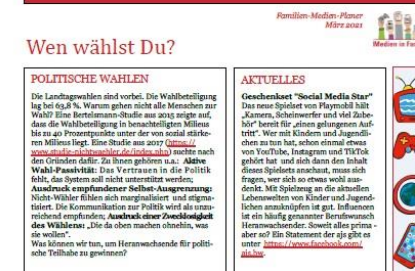 Familien-Medien-Planer
März 2021
Medien in Fam
Wen wählst Du?
POLITISCHE WAHLEN
Die Landtagswahlen sind vorbei. Die Wahlbeteiligung
lag bei 63,8 %. Warum gehen nicht alle Menschen zur
Wahl? Eine Bertelsmann-Studie aus 2015 zeigte auf,
dass die Wahlbeteiligung in benachteiligten Milieus
bis zu 40 Prozentpunkte unter der von sozial stärke-
ren Milieus liegt. Eine Studie aus 2017 (https://
www.studie-nichtwaehler.de/index.php) suchte nach
den Gründen dafür. Zu ihnen gehören u.a.: Aktive
Wahl-Passivität: Das Vertrauen in die Politik
fehlt, das System soll nicht unterstützt werden;
Ausdruck empfundener Selbst-Ausgrenzung:
Nicht-Wähler fühlen sich marginalisiert und stigma-
tisiert. Die Kommunikation zur Politik wird als unzu-
reichend empfunden; Ausdruck einer Zwecklosigkeit
des Wählens: „Die da oben machen ohnehin, was
sie wollen".
Was können wir tun, um Heranwachsende für politi-
sche Teilhabe zu gewinnen?
AKTUELLES
Geschenkset "Social Media Star"
Das neue Spielset von Playmobil hält
„Kamera, Scheinwerfer und viel Zube-
hör" bereit für „einen gelungenen Auf-
tritt". Wer mit Kindern und Jugendli-
chen zu tun hat, schon einmal etwas
von YouTube, Instagram und TikTok
gehört hat und sich dann den Inhalt
dieses Spielsets anschaut, muss sich
fragen, wer sich so etwas wohl aus-
denkt. Mit Spielzeug an die aktuellen
Lebenswelten von Kinder und Jugend-
lichen anzuknüpfen ist gut. Influencer
ist ein häufig genannter Berufswunsch
Heranwachsender. Soweit alles prima -
aber so? Ein Statement der ajs gibt es
unter https://www.facebook.com/
ajs.bw.